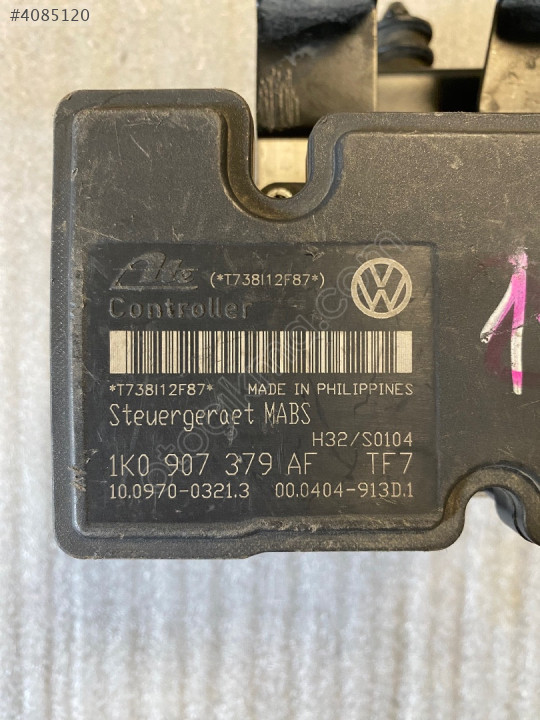 #4085120
Ate (*T738I12F87*)
Controller
*T738I12F87* MADE IN PHILIPPINES
Steuergeraet MABS
H32/S0104
1K0 907 379 AF TF7
10.0970-0321.3 00.0404-913D.1